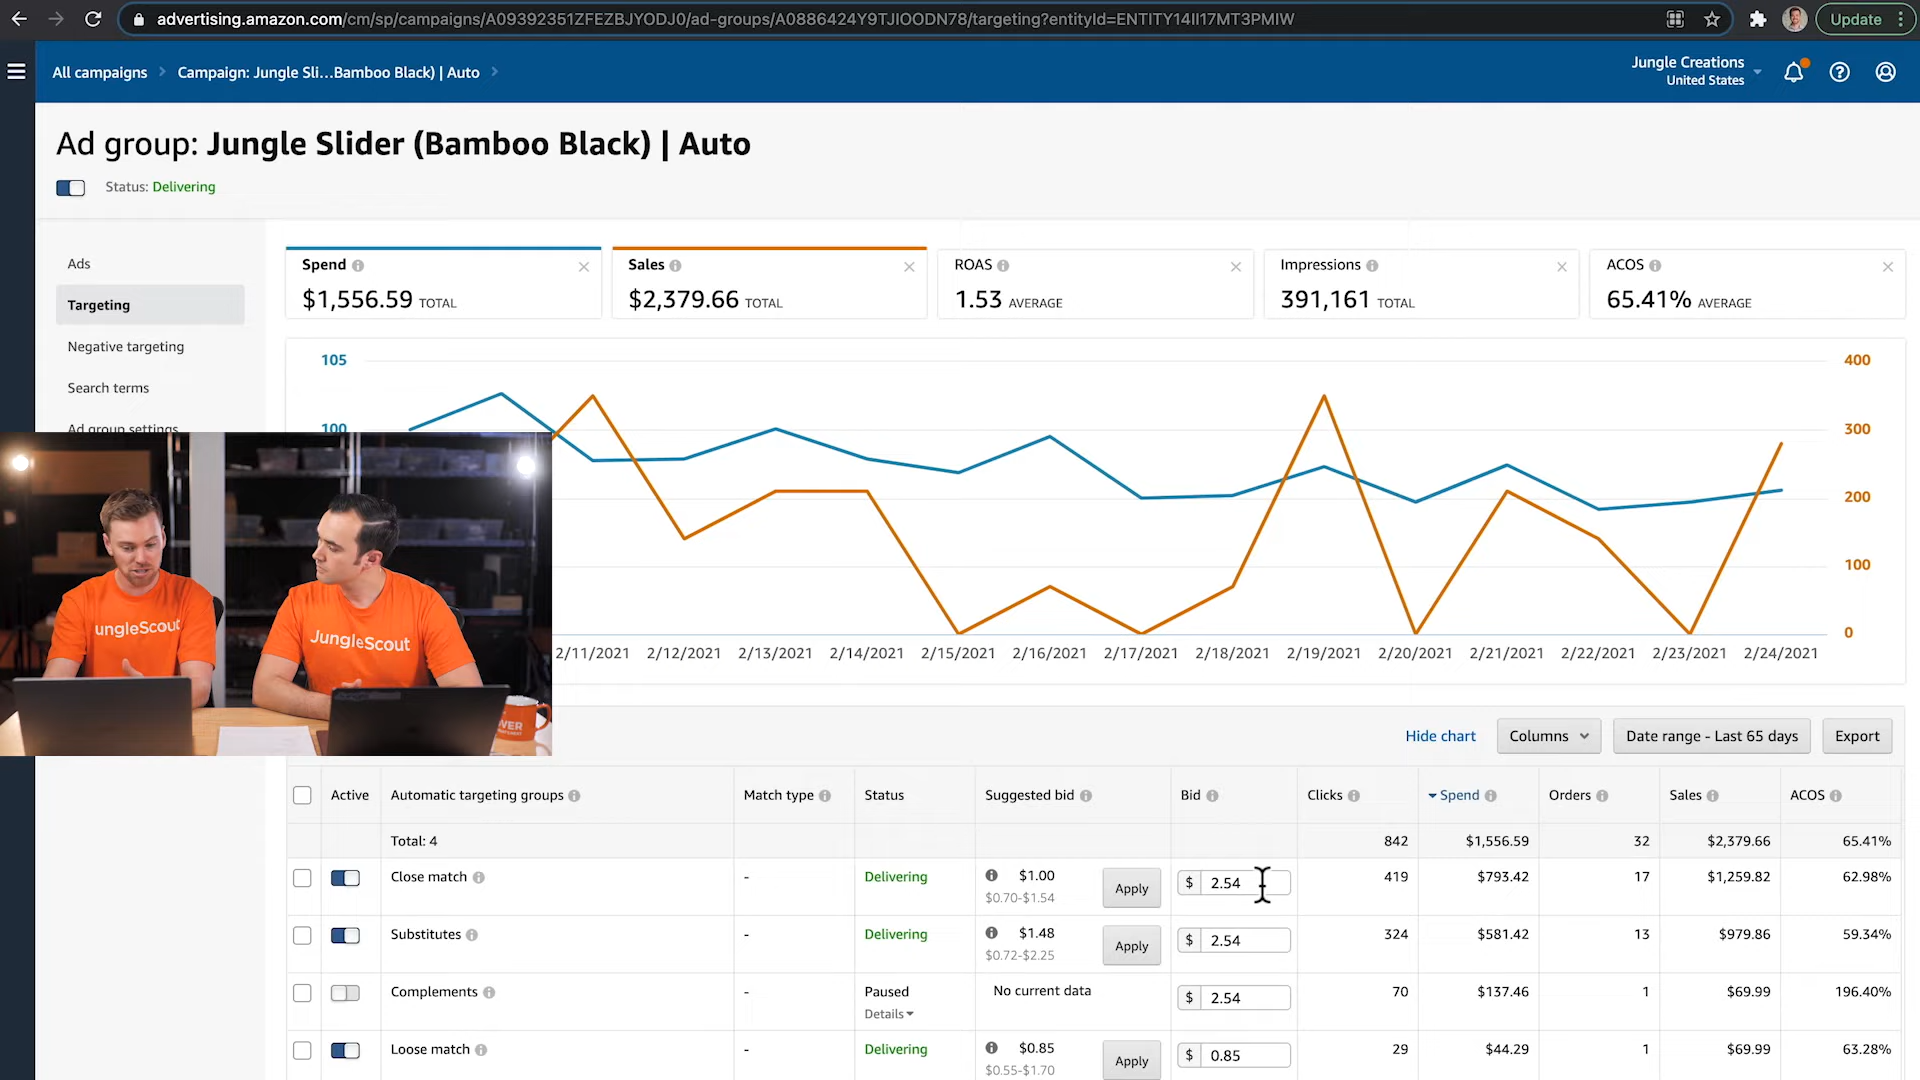 advertising.amazon.com/cm/sp/campaigns/A09392351ZFEZBJYODJ0/ad-groups/A0886424Y9TJIOODN78/targeting?entityId=ENTITY14II17MT3PMIW
Update
All campaigns
Campaign: Jungle Sli...Bamboo Black) | Auto
Jungle Creations
United States
Ad group: Jungle Slider (Bamboo Black) | Auto
Status: Delivering
Ads
Targeting
Negative targeting
Search terms
Ad group settings
Spend
$1,556.59 TOTAL
Sales
$2,379.66 TOTAL
ROAS
1.53 AVERAGE
Impressions
391,161 TOTAL
ACOS
65.41% AVERAGE
105
100
400
300
200
100
0
2/11/2021 2/12/2021 2/13/2021 2/14/2021 2/15/2021 2/16/2021 2/17/2021 2/18/2021 2/19/2021 2/20/2021 2/21/2021 2/22/2021 2/23/2021 2/24/2021
ungleScout
JungleScout
Hide chart
Columns
Date range - Last 65 days
Export
Active Automatic targeting groups Match type Status Suggested bid Bid Clicks Spend Orders Sales ACOS
Total: 4 842 $1,556.59 32 $2,379.66 65.41%
Close match - Delivering $1.00 Apply $ 2.54 419 $793.42 17 $1,259.82 62.98%
$0.70-$1.54
Substitutes - Delivering $1.48 Apply $ 2.54 324 $581.42 13 $979.86 59.34%
$0.72-$2.25
Complements - Paused No current data $ 2.54 70 $137.46 1 $69.99 196.40%
Details
Loose match - Delivering $0.85 Apply $ 0.85 29 $44.29 1 $69.99 63.28%
$0.55-$1.70